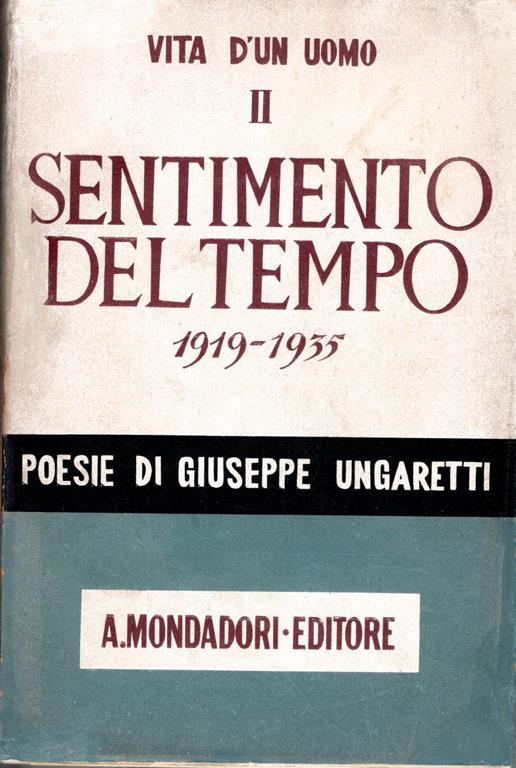 VITA D'UN UOMO
II
SENTIMENTO
DEL TEMPO
1919-1935
POESIE DI GIUSEPPE UNGARETTI
A.MONDADORI·EDITORE